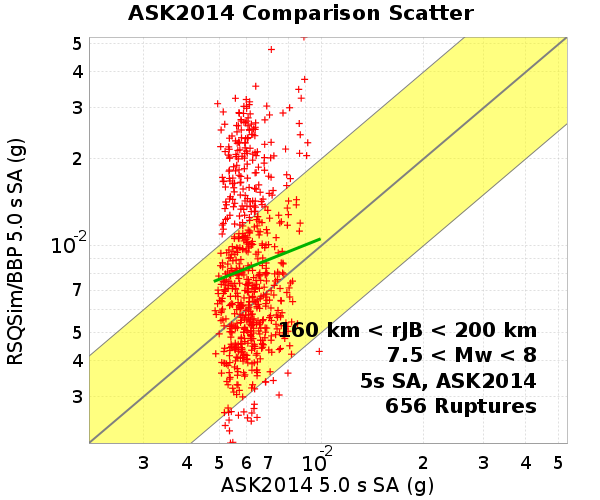 ASK2014 Comparison Scatter
RSQSim/BBP 5.0 s SA (g)
5
4
3
2
10-2
7
5
4
3
160 km < rJB < 200 km
7.5 < Mw < 8
5s SA, ASK2014
656 Ruptures
3 4 5 6 7 10-2 2 3 4 5
ASK2014 5.0 s SA (g)